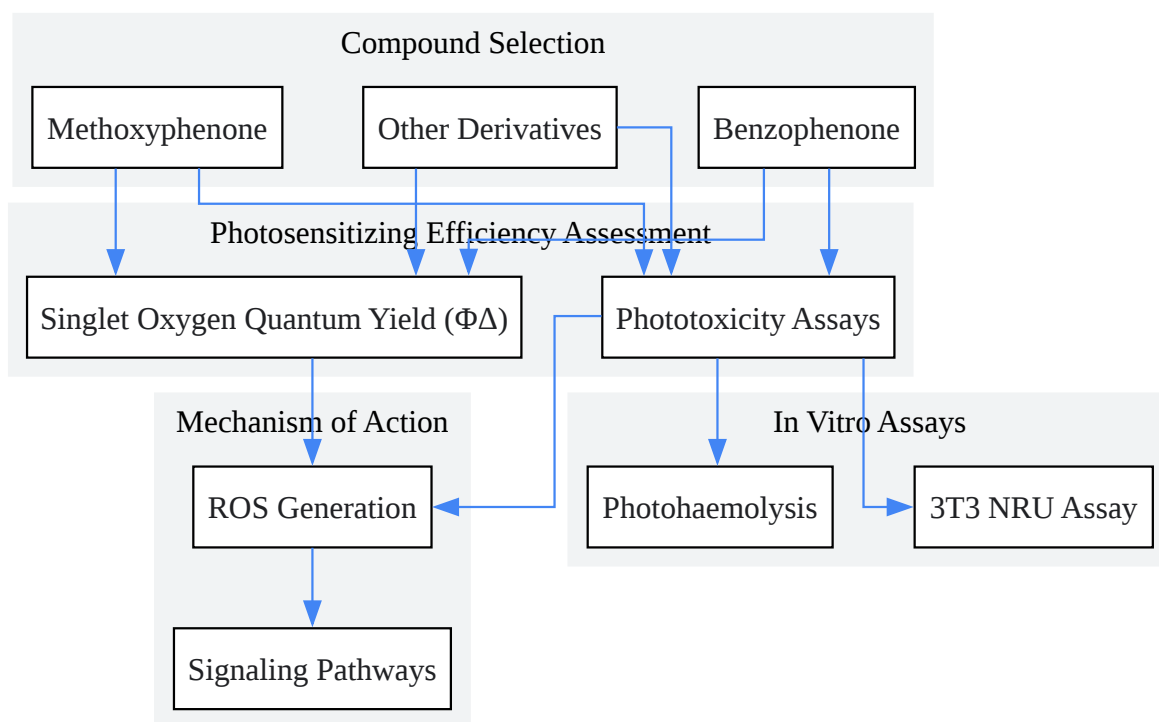 Compound Selection
Methoxyphenone
Other Derivatives
Benzophenone
Photosensitizing Efficiency Assessment
Singlet Oxygen Quantum Yield (ΦΔ)
Phototoxicity Assays
Mechanism of Action
In Vitro Assays
ROS Generation
Photohaemolysis
3T3 NRU Assay
Signaling Pathways